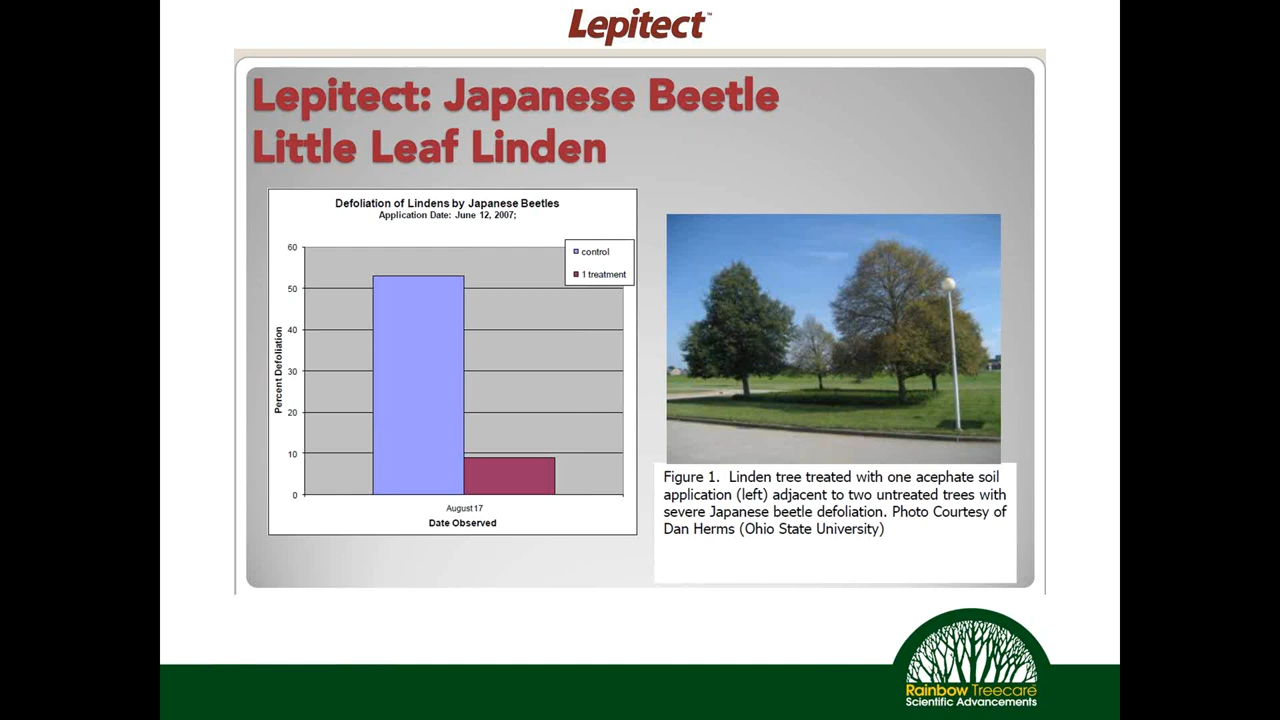 Lepitect™
Lepitect: Japanese Beetle
Little Leaf Linden
Defoliation of Lindens by Japanese Beetles
Application Date: June 12, 2007;
control
1 treatment
60
50
40
30
20
10
0
Percent Defoliation
August 17
Date Observed
Figure 1. Linden tree treated with one acephate soil
application (left) adjacent to two untreated trees with
severe Japanese beetle defoliation. Photo Courtesy of
Dan Herms (Ohio State University)
Rainbow Treecare
Scientific Advancements